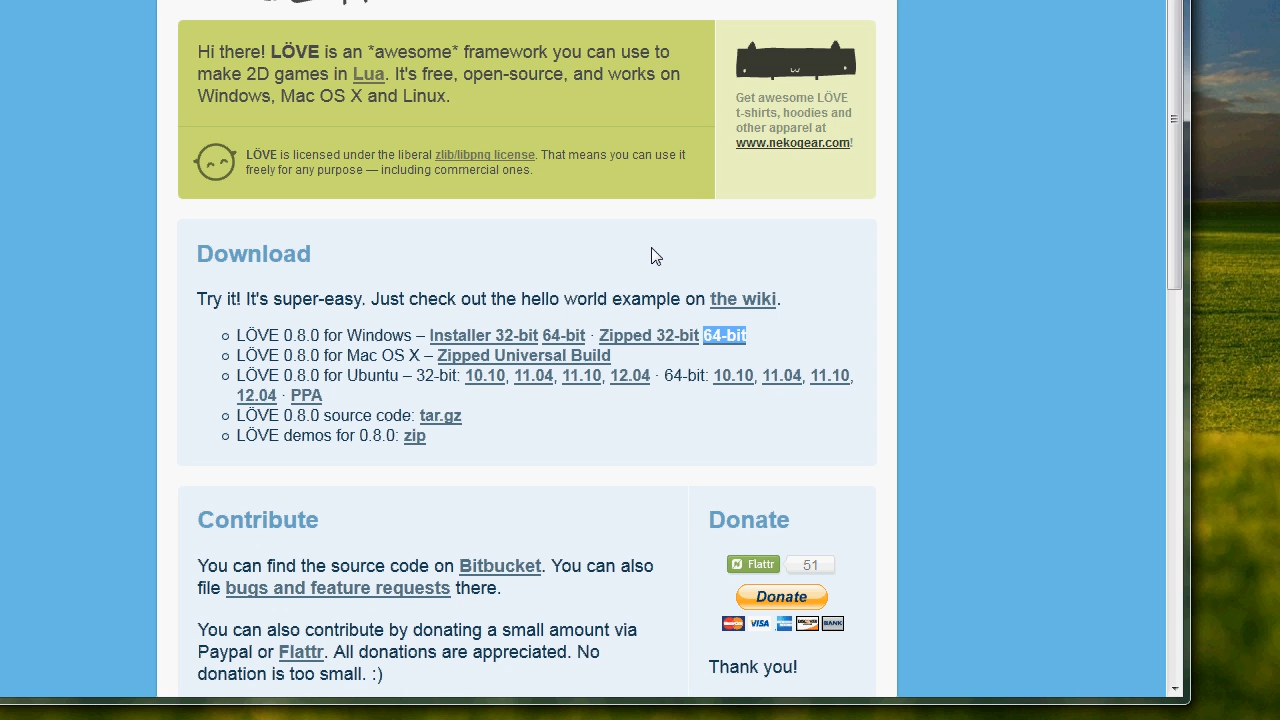 Hi there! LÖVE is an *awesome* framework you can use to
make 2D games in Lua. It's free, open-source, and works on
Windows, Mac OS X and Linux.
LÖVE is licensed under the liberal zlib/libpng license. That means you can use it
freely for any purpose — including commercial ones.
Get awesome LÖVE
t-shirts, hoodies and
other apparel at
www.nekogear.com!
Download
Try it! It's super-easy. Just check out the hello world example on the wiki.
LÖVE 0.8.0 for Windows – Installer 32-bit 64-bit · Zipped 32-bit 64-bit
LÖVE 0.8.0 for Mac OS X – Zipped Universal Build
LÖVE 0.8.0 for Ubuntu – 32-bit: 10.10, 11.04, 11.10, 12.04 · 64-bit: 10.10, 11.04, 11.10,
12.04 · PPA
LÖVE 0.8.0 source code: tar.gz
LÖVE demos for 0.8.0: zip
Contribute
You can find the source code on Bitbucket. You can also
file bugs and feature requests there.
You can also contribute by donating a small amount via
Paypal or Flattr. All donations are appreciated. No
donation is too small. :)
Donate
Flattr 51
Donate
VISA BANK
Thank you!